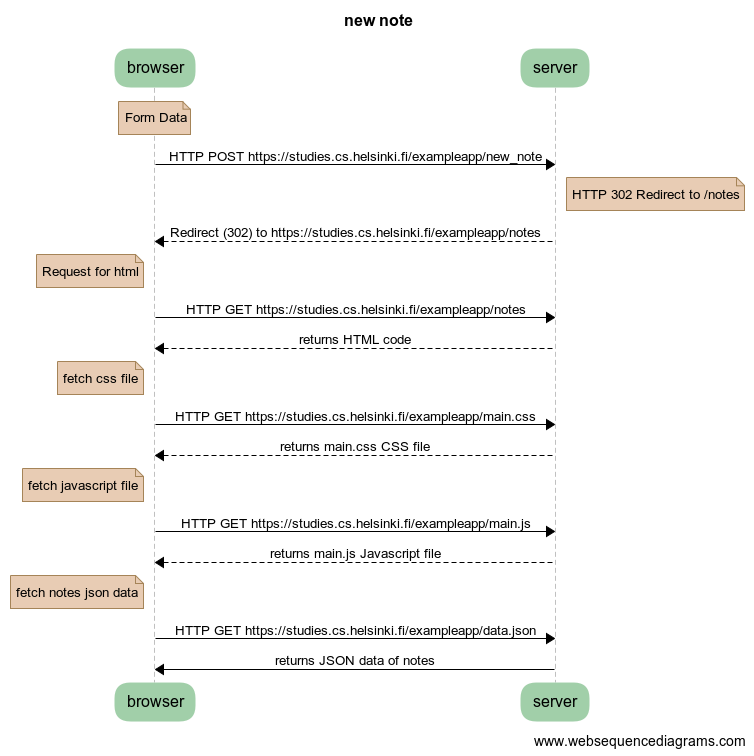 new note
browser
server
Form Data
HTTP POST https://studies.cs.helsinki.fi/exampleapp/new_note
HTTP 302 Redirect to /notes
Redirect (302) to https://studies.cs.helsinki.fi/exampleapp/notes
Request for html
HTTP GET https://studies.cs.helsinki.fi/exampleapp/notes
returns HTML code
fetch css file
HTTP GET https://studies.cs.helsinki.fi/exampleapp/main.css
returns main.css CSS file
fetch javascript file
HTTP GET https://studies.cs.helsinki.fi/exampleapp/main.js
returns main.js Javascript file
fetch notes json data
HTTP GET https://studies.cs.helsinki.fi/exampleapp/data.json
returns JSON data of notes
browser
server
www.websequencediagrams.com